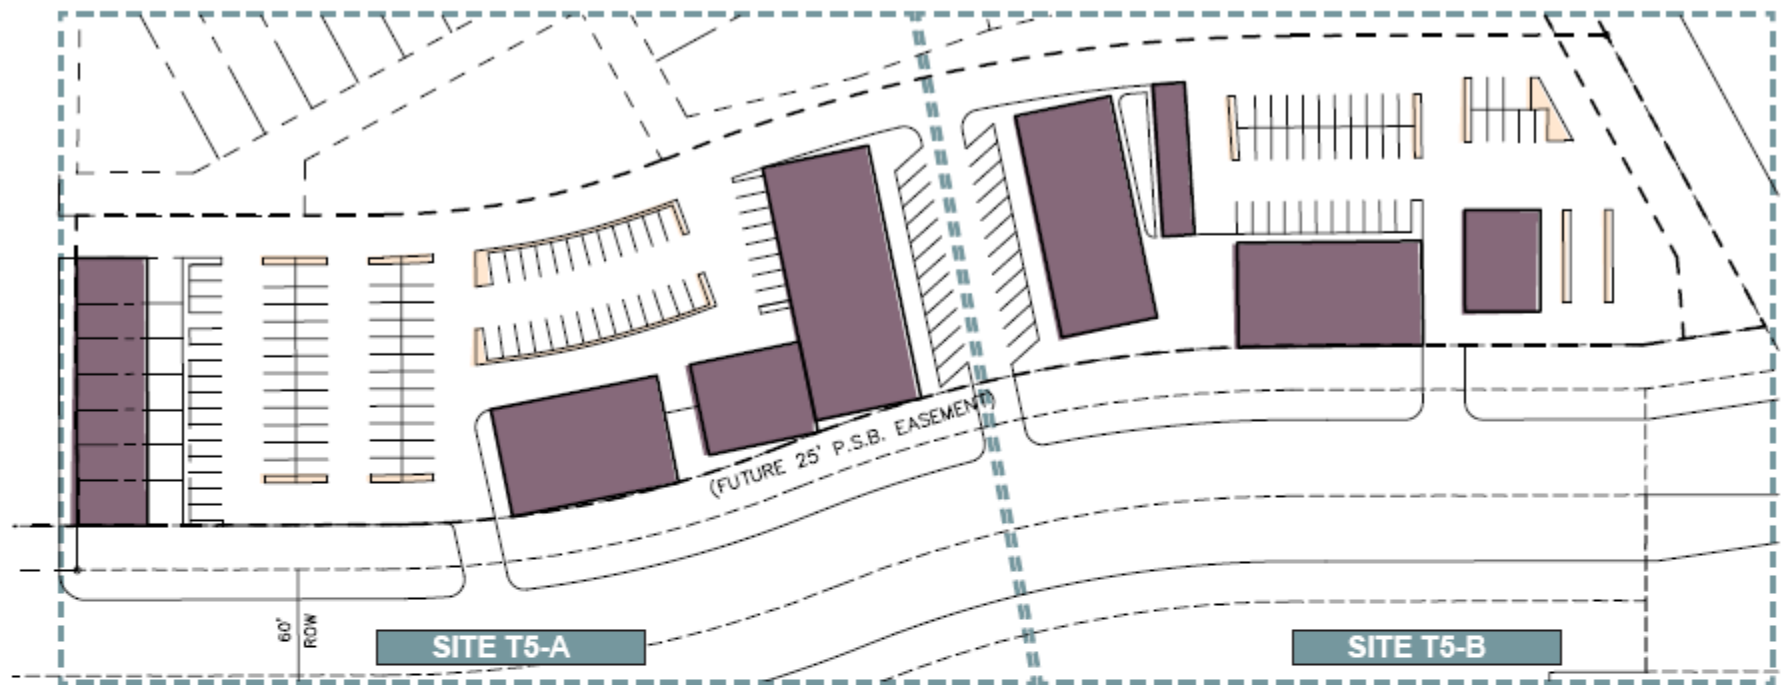 (FUTURE 25' P.S.B. EASEMENT)
60'
ROW
SITE T5-A
SITE T5-B